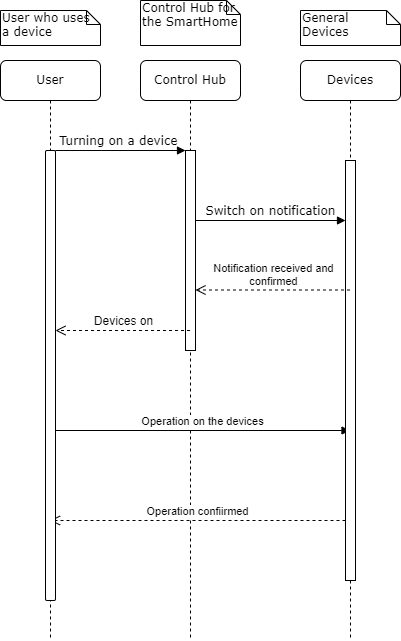 User who uses
a device
Control Hub for
the SmartHome
General
Devices
User
Control Hub
Devices
Turning on a device
Switch on notification
Notification received and
confirmed
Devices on
Operation on the devices
Operation confiirmed